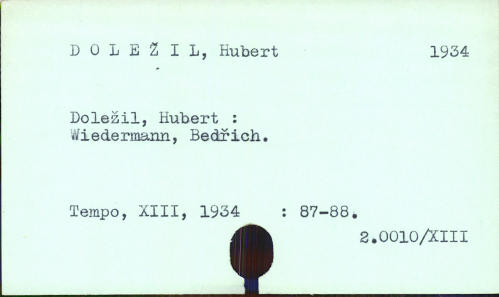 D O L E Ž I L, Hubert 1934
Doležil, Hubert :
Wiedermann, Bedřich.
Tempo, XIII, 1934 : 87-88.
2.0010/XIII